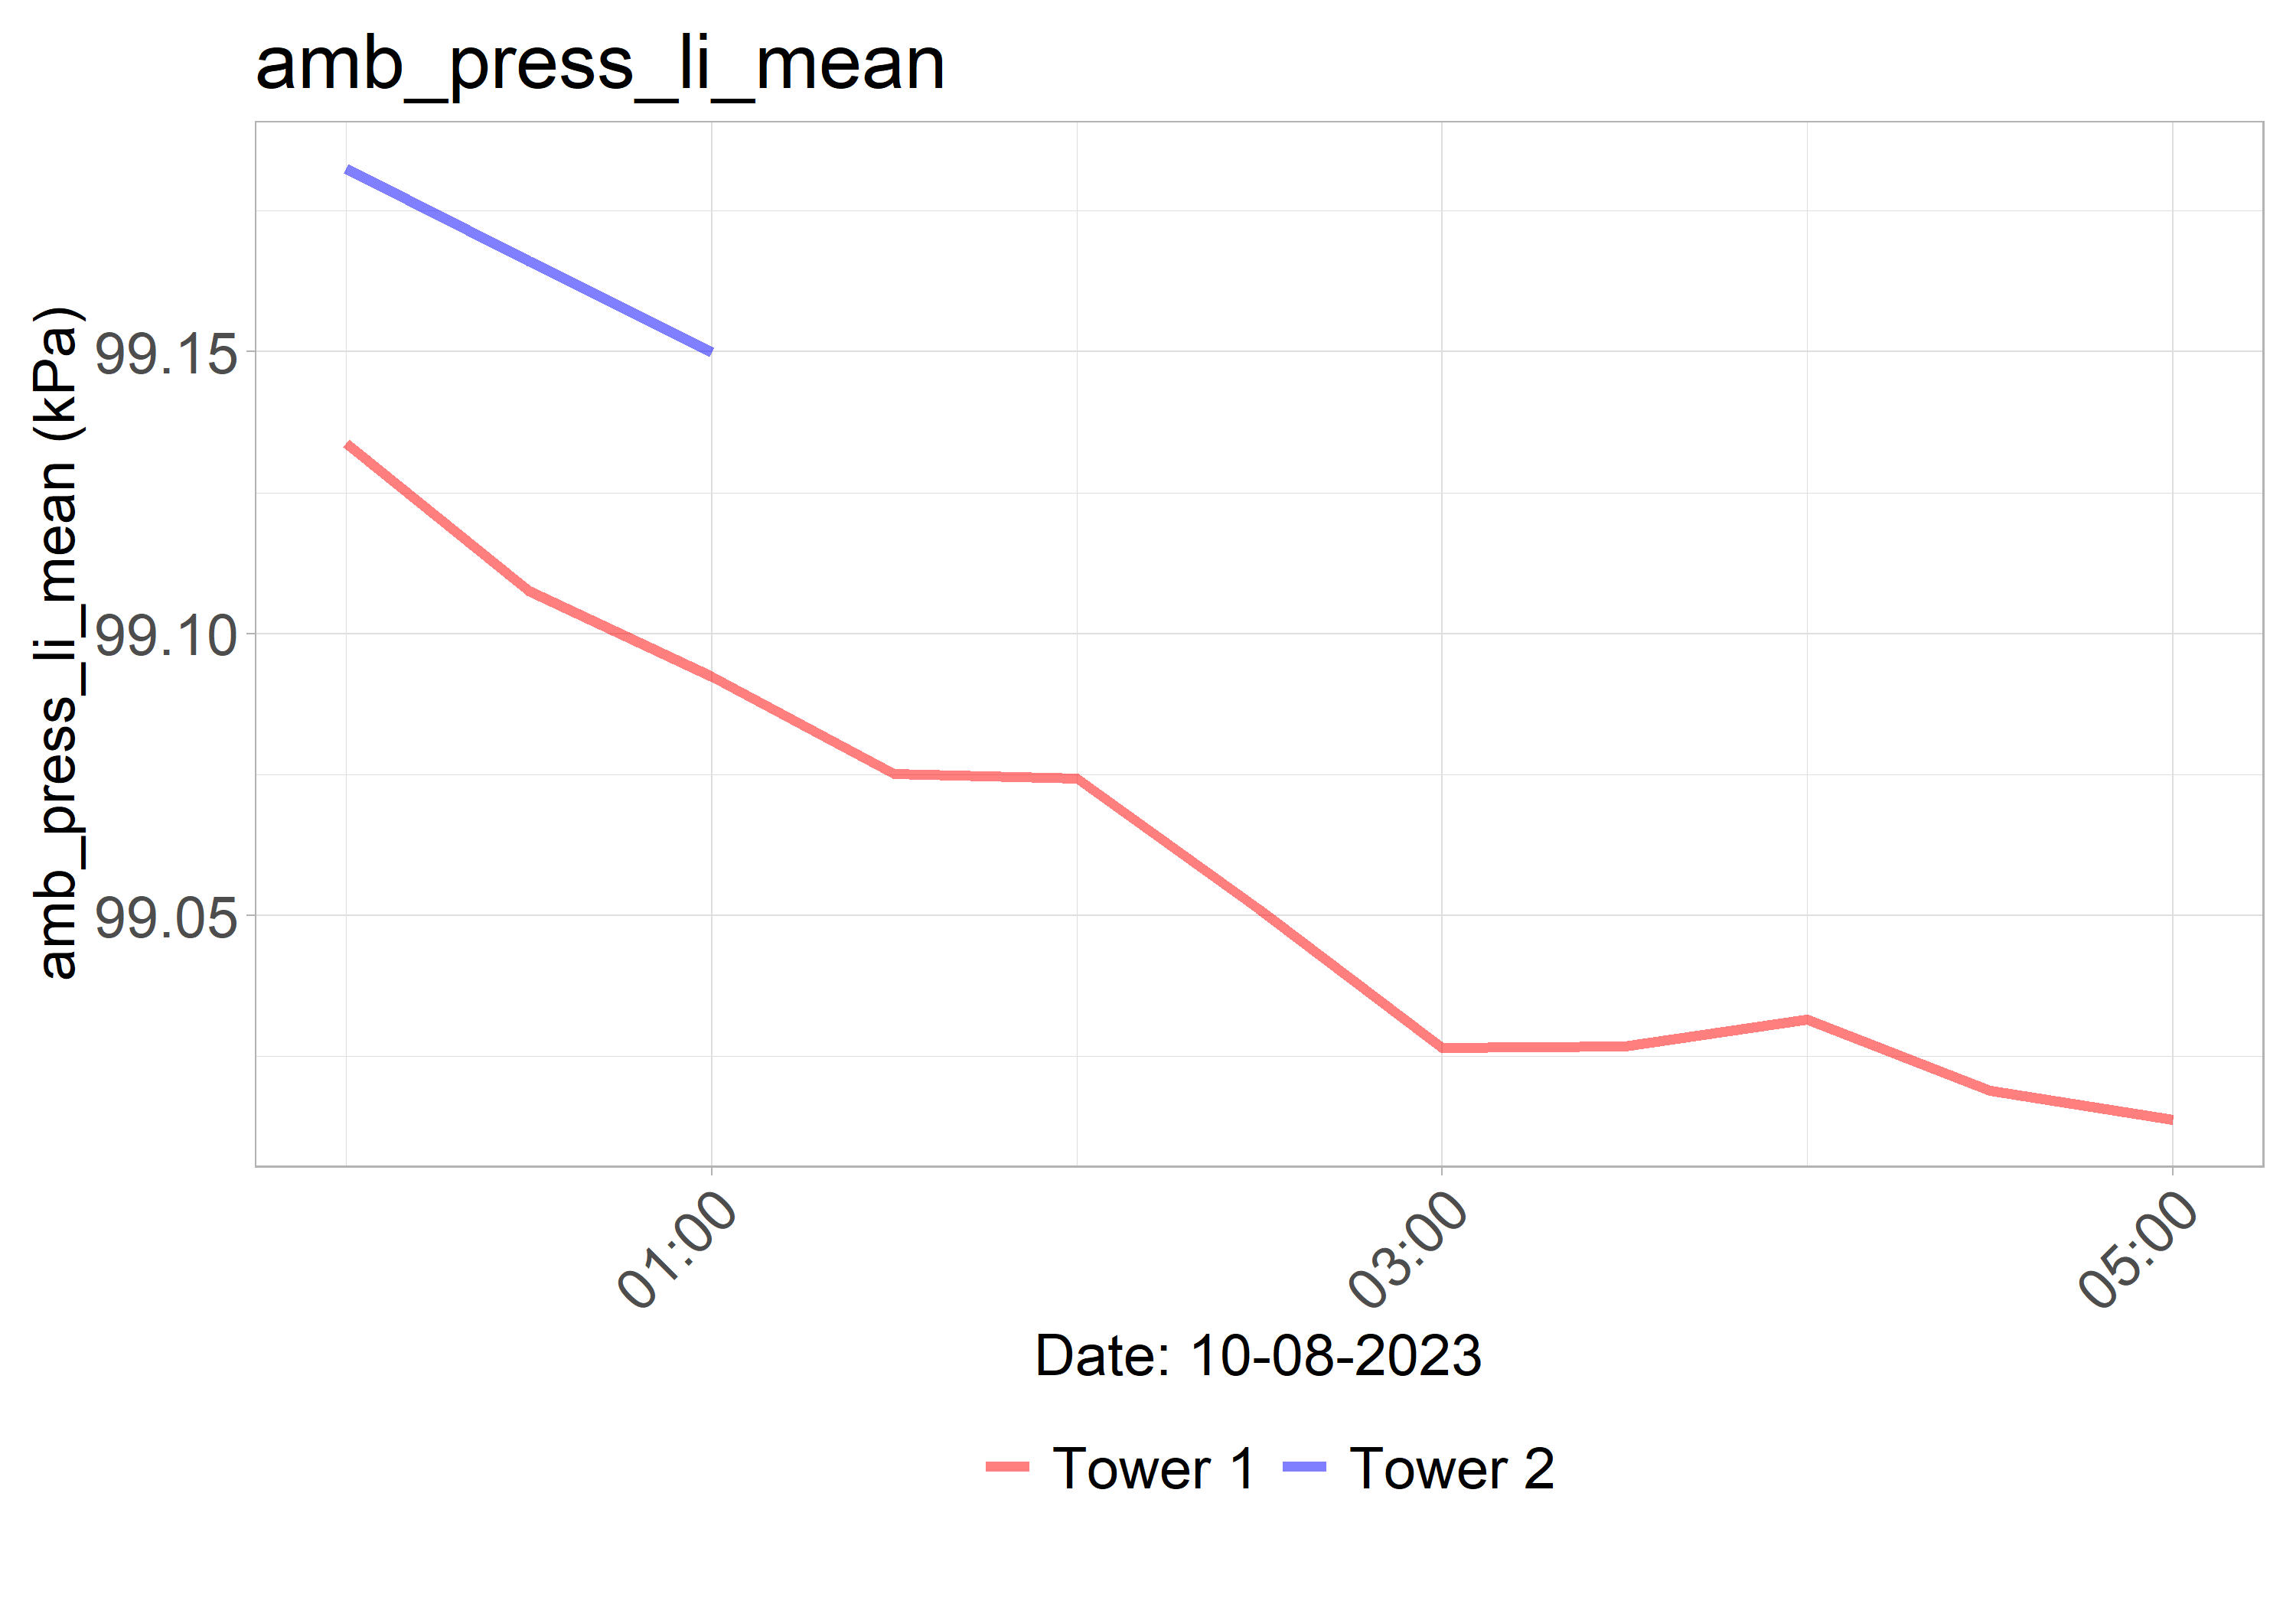 amb_press_li_mean
amb_press_li_mean (kPa)
99.15
99.10
99.05
01:00
03:00
05:00
Date: 10-08-2023
Tower 1
Tower 2